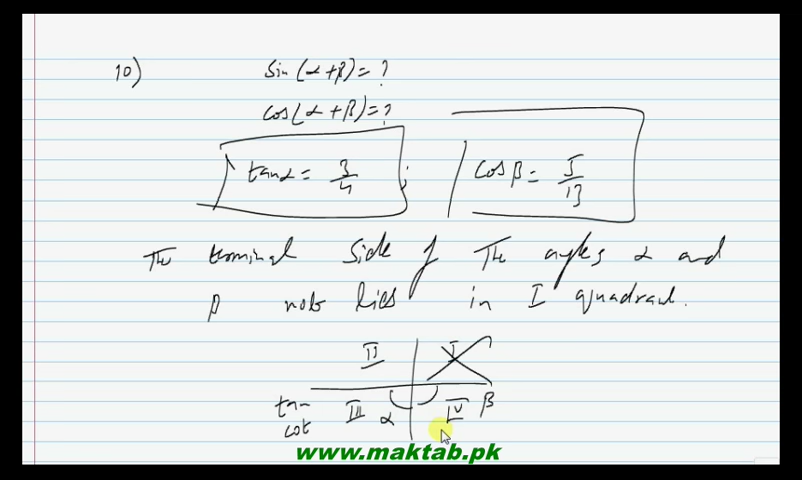 10) sin (α+β) = ?
cos(α+β) = ?
tanα = 3/4 ; cos β = 5/13
The terminal side of The angles α and
β not lies in I quadrant.
II I
tan III α IV β
cot
www.maktab.pk